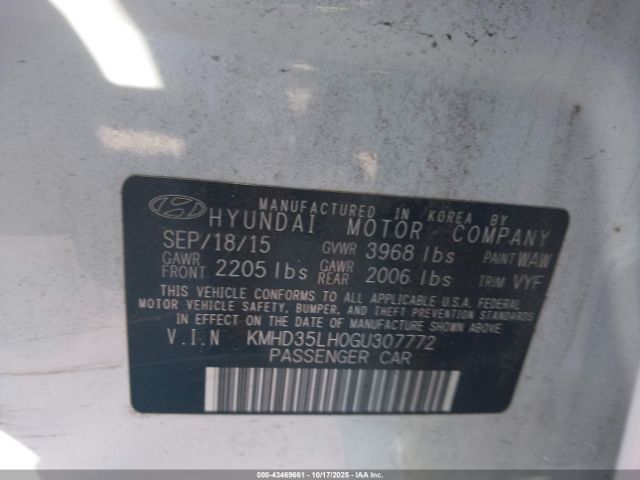 MANUFACTURED IN KOREA BY
HYUNDAI MOTOR COMPANY
SEP/18/15 GVWR 3968 lbs PAINT WAW
GAWR FRONT 2205 lbs GAWR REAR 2006 lbs TRIM VYF
THIS VEHICLE CONFORMS TO ALL APPLICABLE U.S.A. FEDERAL
MOTOR VEHICLE SAFETY, BUMPER, AND THEFT PREVENTION STANDARDS
IN EFFECT ON THE DATE OF MANUFACTURE SHOWN ABOVE.
V.I.N KMHD35LH0GU307772
PASSENGER CAR
000-43469661 - 10/17/2025 - COPYRIGHT IAA, LLC.